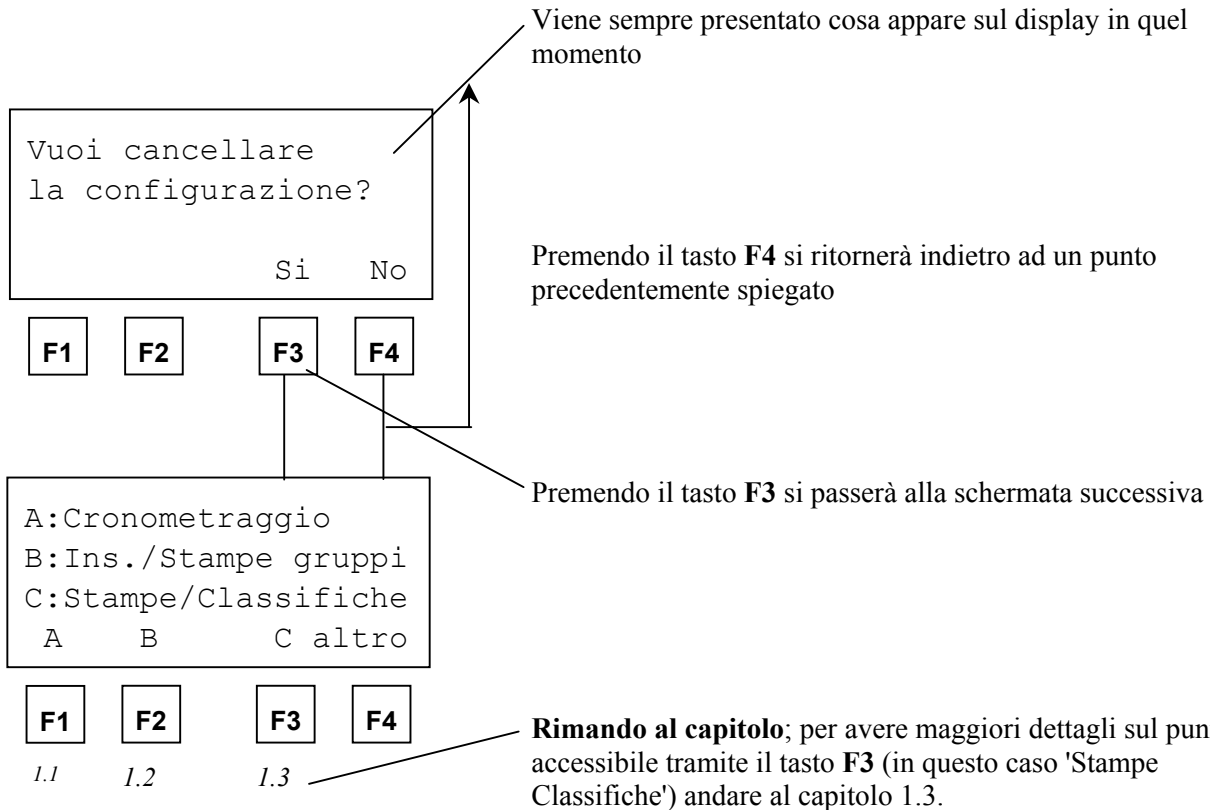 Viene sempre presentato cosa appare sul display in quel
momento
Vuoi cancellare
la configurazione?
Si No
F1 F2 F3 F4
Premendo il tasto F4 si ritornerà indietro ad un punto
precedentemente spiegato
Premendo il tasto F3 si passerà alla schermata successiva
A:Cronometraggio
B:Ins./Stampe gruppi
C:Stampe/Classifiche
A B C altro
F1 F2 F3 F4
1.1 1.2 1.3
Rimando al capitolo; per avere maggiori dettagli sul pun
accessibile tramite il tasto F3 (in questo caso 'Stampe
Classifiche') andare al capitolo 1.3.